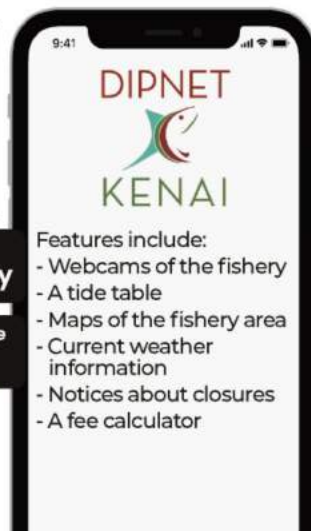 9:41
DIPNET
KENAI
Features include:
- Webcams of the fishery
- A tide table
- Maps of the fishery area
- Current weather
information
- Notices about closures
- A fee calculator